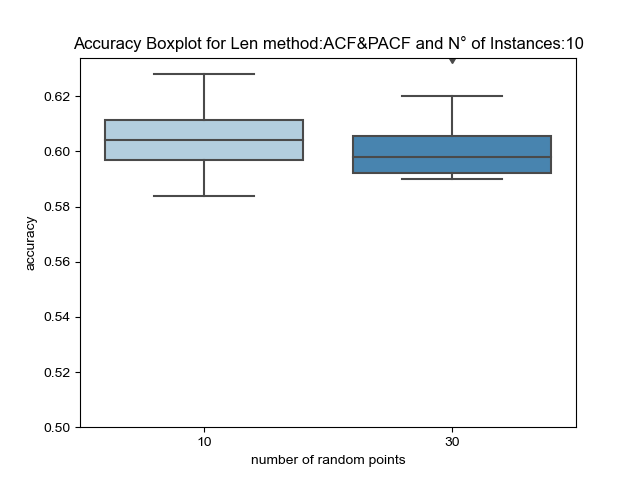 Accuracy Boxplot for Len method:ACF&PACF and N° of Instances:10
0.62
0.60
0.58
0.56
0.54
0.52
0.50
accuracy
10 30
number of random points